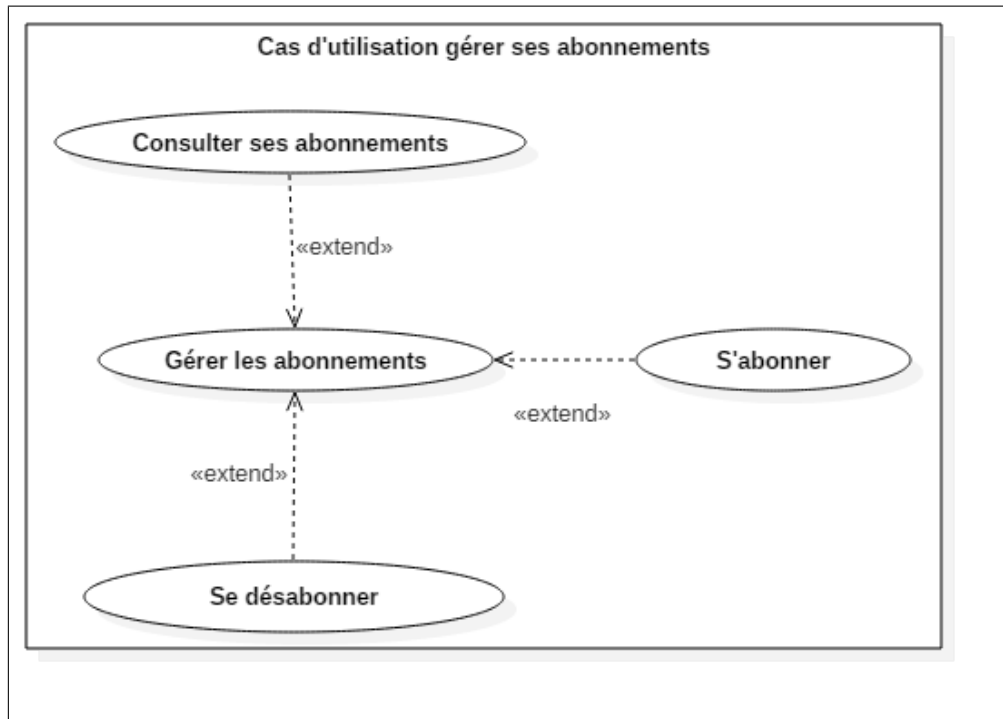 Cas d'utilisation gérer ses abonnements
Consulter ses abonnements
«extend»
Gérer les abonnements
S'abonner
«extend»
«extend»
Se désabonner